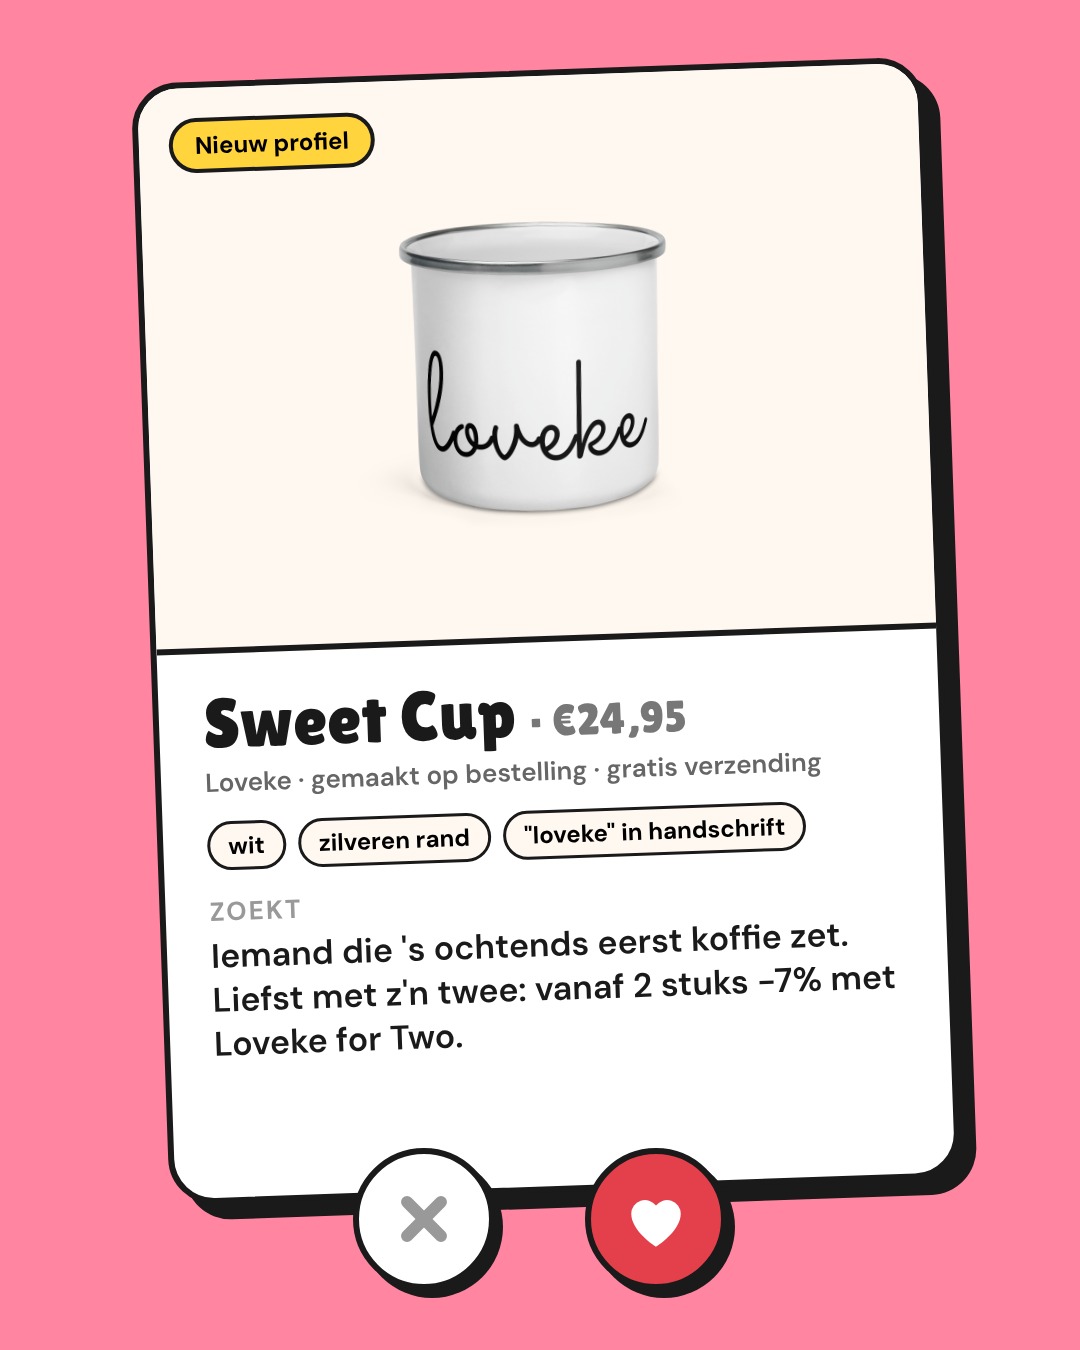 Nieuw profiel
loveke
Sweet Cup · €24,95
Loveke · gemaakt op bestelling · gratis verzending
wit
zilveren rand
"loveke" in handschrift
ZOEKT
Iemand die 's ochtends eerst koffie zet.
Liefst met z'n twee: vanaf 2 stuks −7% met
Loveke for Two.